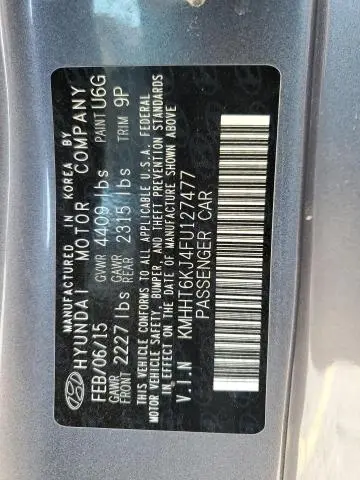 MANUFACTURED IN KOREA BY
HYUNDAI MOTOR COMPANY
FEB/06/15 GVWR 4409 lbs PAINT U6G
GAWR FRONT 2227 lbs GAWR REAR 2315 lbs TRIM 9P
THIS VEHICLE CONFORMS TO ALL APPLICABLE U.S.A. FEDERAL
MOTOR VEHICLE SAFETY, BUMPER, AND THEFT PREVENTION STANDARDS
IN EFFECT ON THE DATE OF MANUFACTURE SHOWN ABOVE
V.I.N KMHHT6KJ4FU127477
PASSENGER CAR